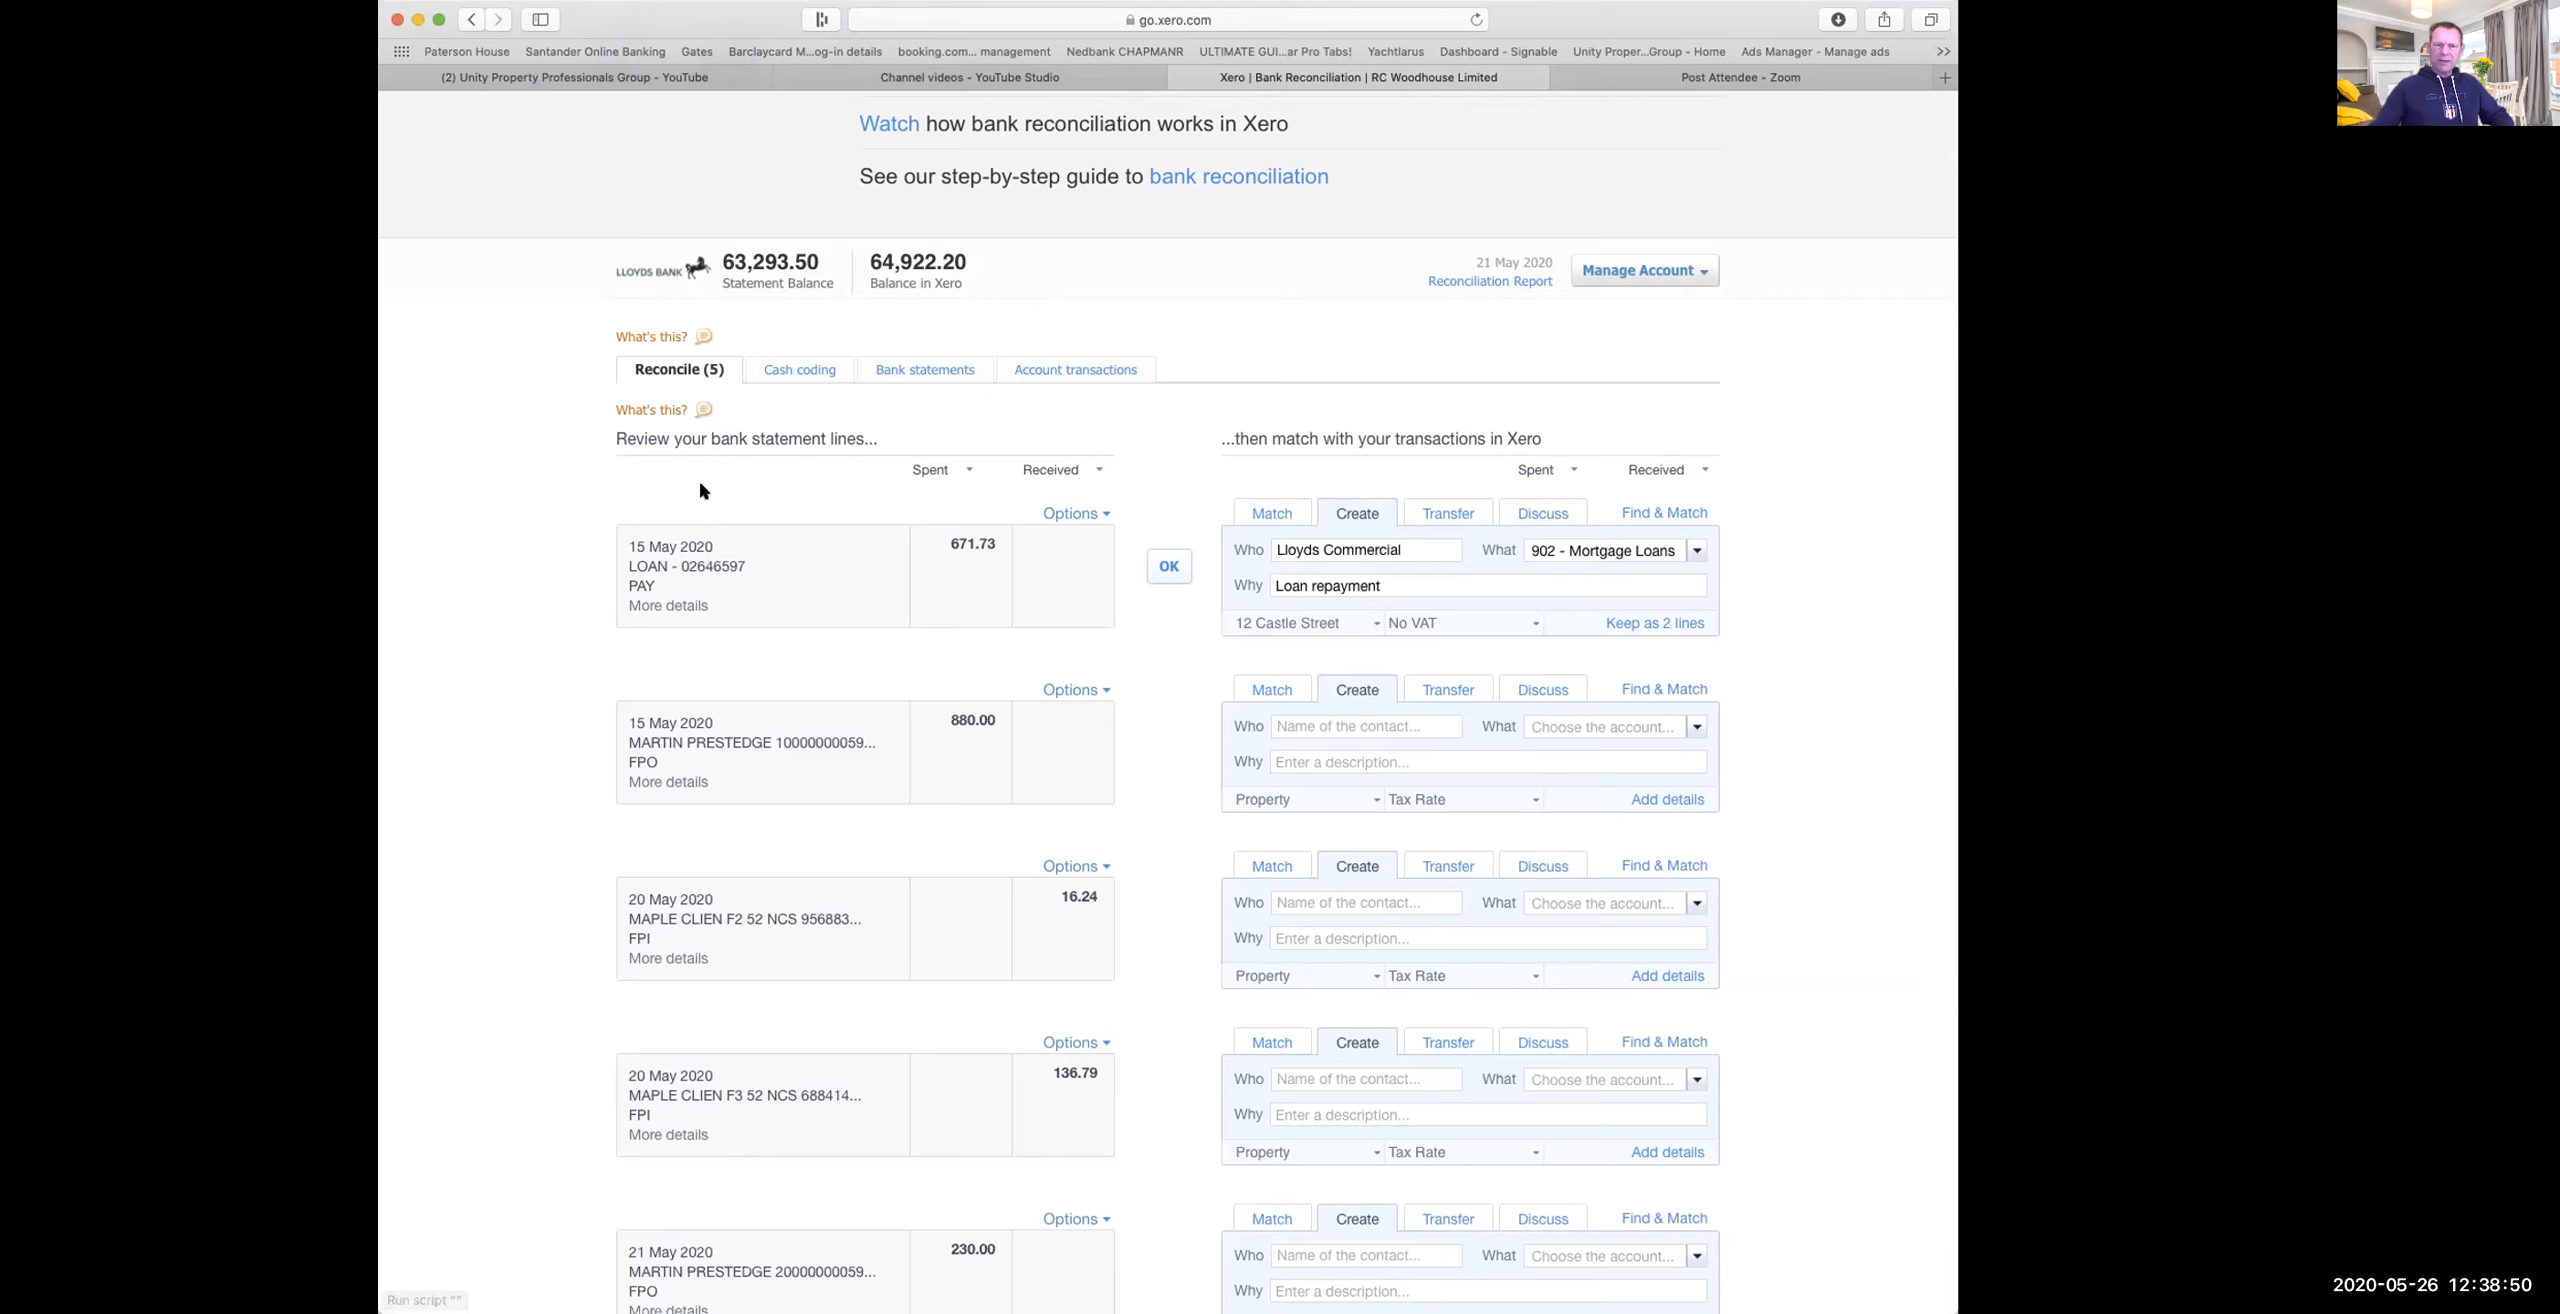 go.xero.com
Paterson House Santander Online Banking Gates Barclaycard M...og-in details booking.com... management Nedbank CHAPMANR ULTIMATE GUI...ar Pro Tabs! Yachtlarus Dashboard - Signable Unity Proper...Group - Home Ads Manager - Manage ads
(2) Unity Property Professionals Group - YouTube Channel videos - YouTube Studio Xero | Bank Reconciliation | RC Woodhouse Limited Post Attendee - Zoom
Watch how bank reconciliation works in Xero
See our step-by-step guide to bank reconciliation
LLOYDS BANK 63,293.50 64,922.20
Statement Balance Balance in Xero
21 May 2020
Reconciliation Report
Manage Account
What's this?
Reconcile (5) Cash coding Bank statements Account transactions
What's this?
Review your bank statement lines... ...then match with your transactions in Xero
Spent Received Spent Received
Options Match Create Transfer Discuss Find & Match
15 May 2020 671.73
LOAN - 02646597
PAY
More details
OK
Who Lloyds Commercial What 902 - Mortgage Loans
Why Loan repayment
12 Castle Street No VAT Keep as 2 lines
Options Match Create Transfer Discuss Find & Match
15 May 2020 880.00
MARTIN PRESTEDGE 10000000059...
FPO
More details
Who Name of the contact... What Choose the account...
Why Enter a description...
Property Tax Rate Add details
Options Match Create Transfer Discuss Find & Match
20 May 2020 16.24
MAPLE CLIEN F2 52 NCS 956883...
FPI
More details
Who Name of the contact... What Choose the account...
Why Enter a description...
Property Tax Rate Add details
Options Match Create Transfer Discuss Find & Match
20 May 2020 136.79
MAPLE CLIEN F3 52 NCS 688414...
FPI
More details
Who Name of the contact... What Choose the account...
Why Enter a description...
Property Tax Rate Add details
Options Match Create Transfer Discuss Find & Match
21 May 2020 230.00
MARTIN PRESTEDGE 20000000059...
FPO
More details
Who Name of the contact... What Choose the account...
Why Enter a description...
Run script ""
2020-05-26 12:38:50